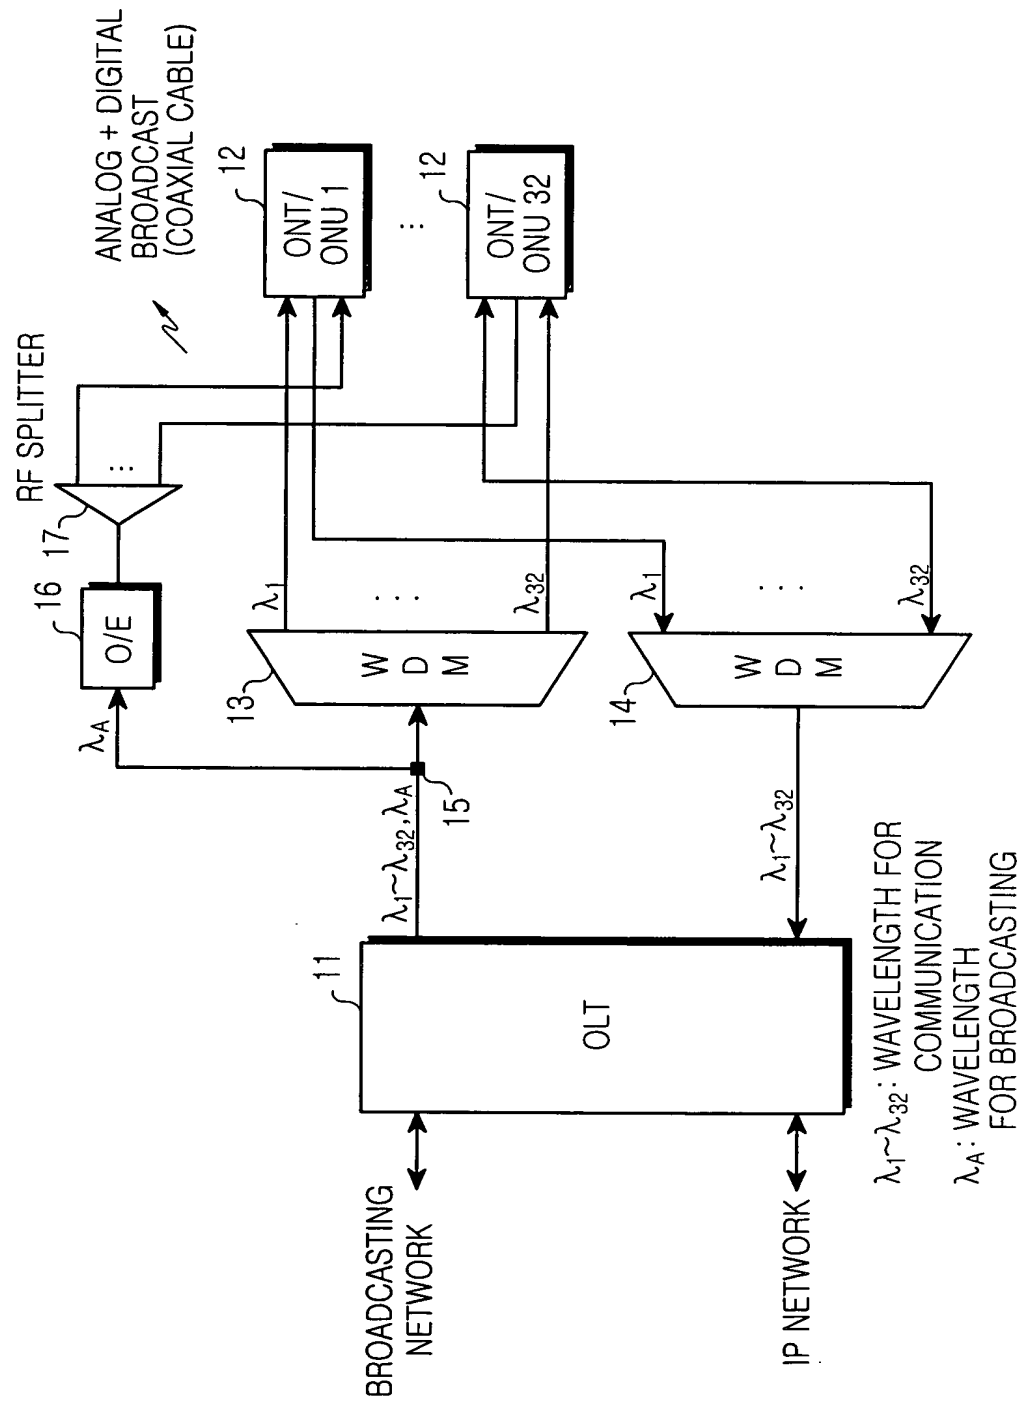 BROADCASTING
NETWORK
IP NETWORK
11
OLT
λ1~λ32, λA
15
λA
16
O/E
17
RF SPLITTER
...
ANALOG + DIGITAL
BROADCAST
(COAXIAL CABLE)
13
WDM
λ1
...
λ32
12
ONT/
ONU 1
...
12
ONT/
ONU 32
14
WDM
λ1
...
λ32
λ1~λ32
λ1~λ32: WAVELENGTH FOR
COMMUNICATION
λA: WAVELENGTH
FOR BROADCASTING